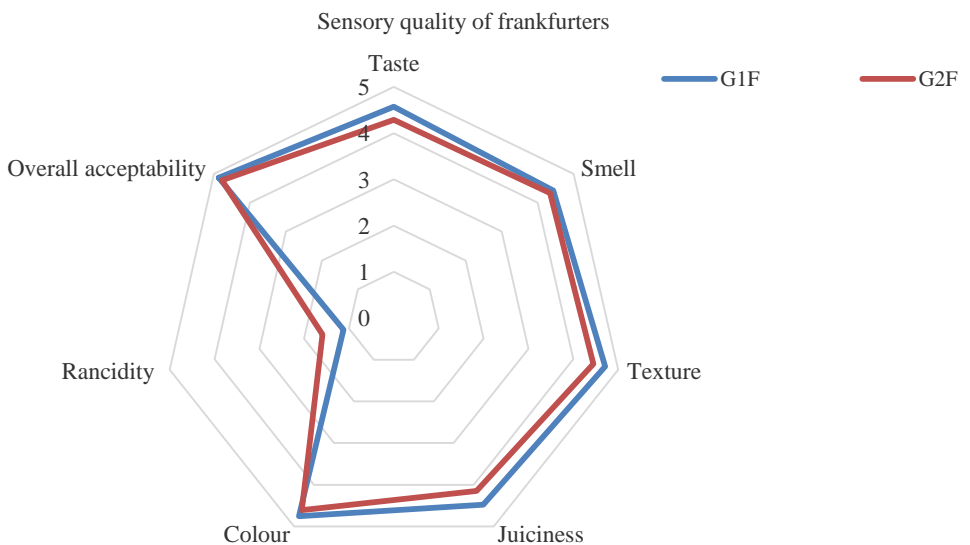 Sensory quality of frankfurters
Taste
G1F
G2F
5
4
3
2
1
0
Overall acceptability
Smell
Rancidity
Texture
Colour
Juiciness